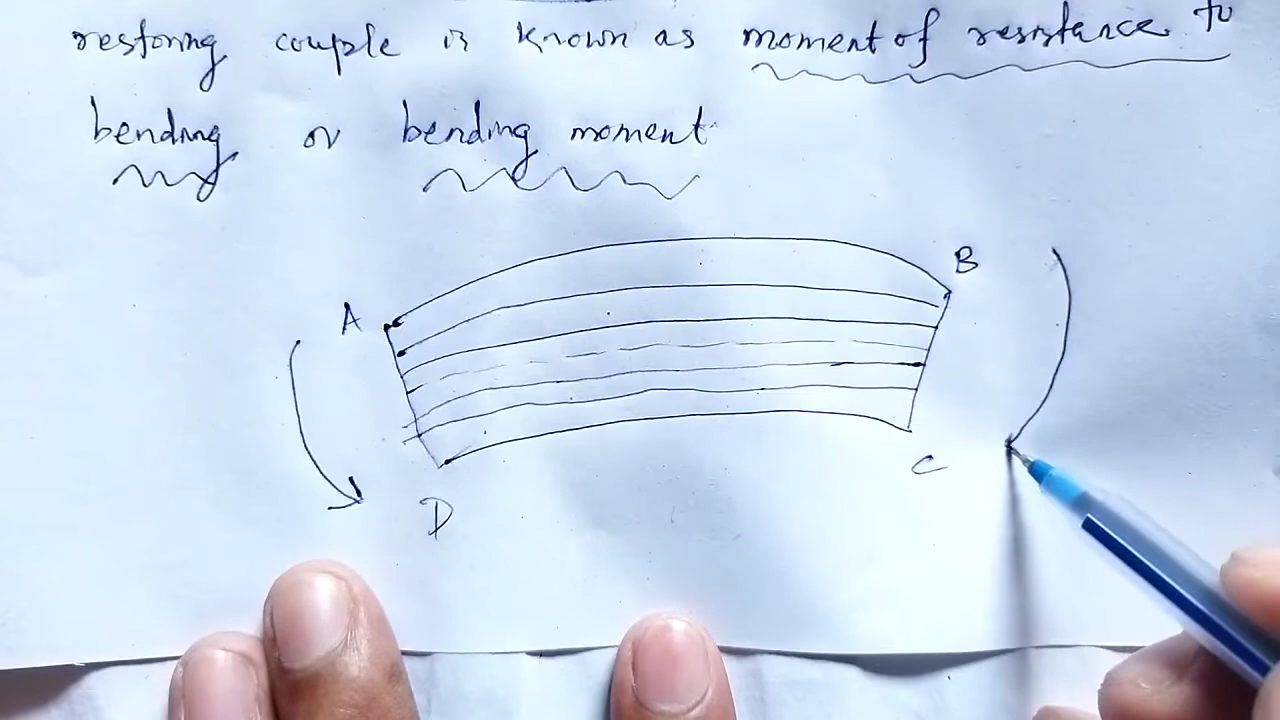 restoring couple is known as moment of resistance to
bending or bending moment.
A
B
C
D